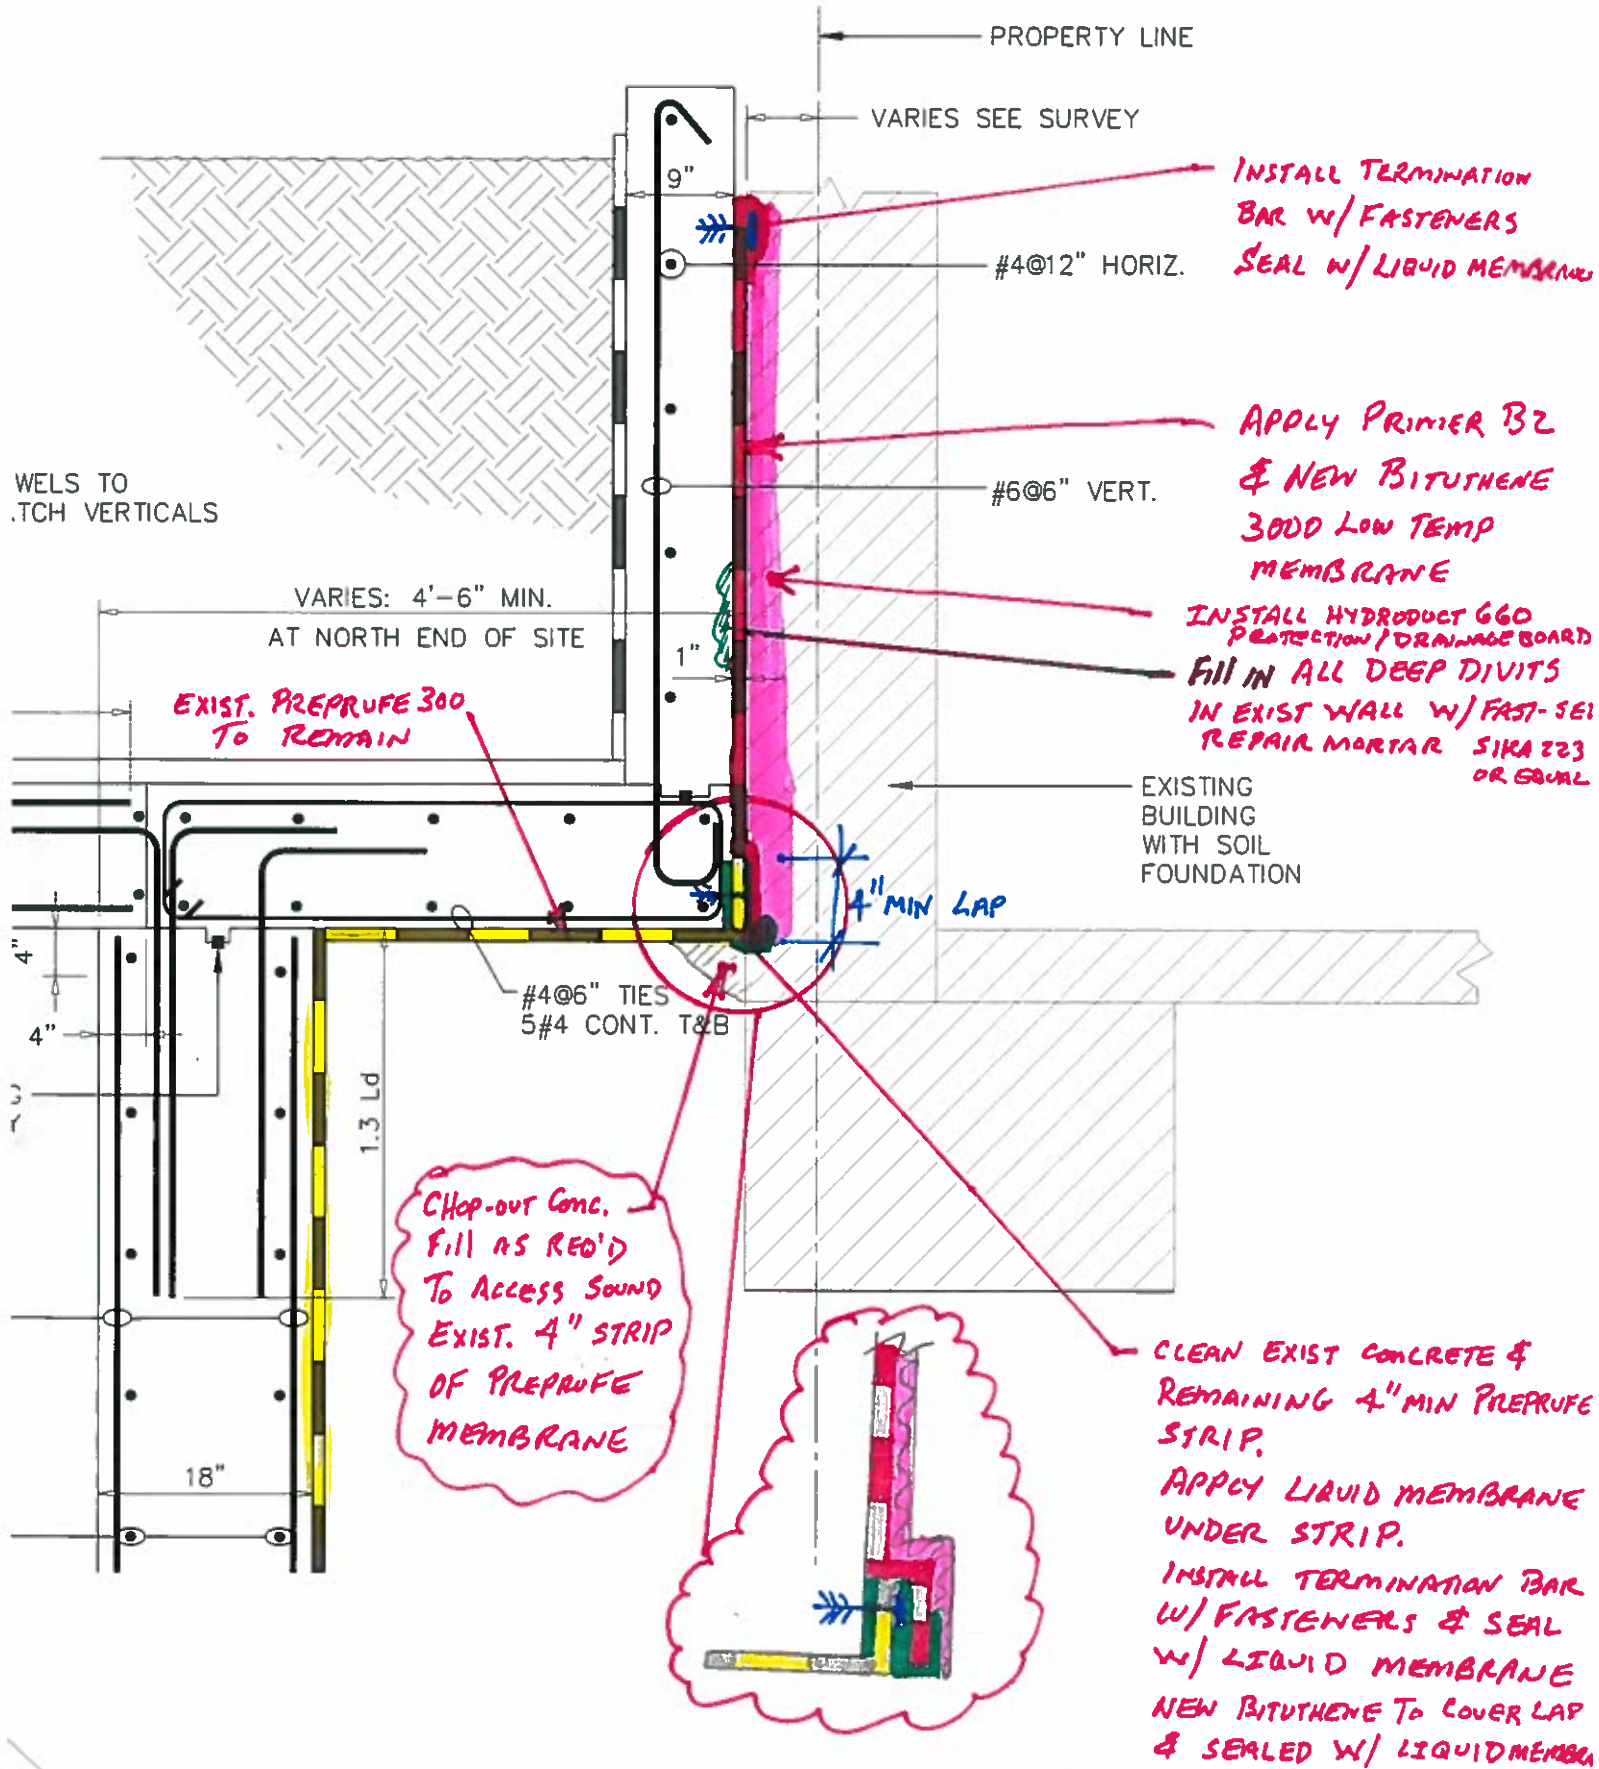 PROPERTY LINE
VARIES SEE SURVEY
INSTALL TERMINATION
BAR W/ FASTENERS
SEAL W/ LIQUID MEMBRANE
9"
#4@12" HORIZ.
APPLY PRIMER B2
& NEW BITUTHENE
3000 LOW TEMP
MEMBRANE
#6@6" VERT.
WELS TO
.TCH VERTICALS
VARIES: 4'-6" MIN.
AT NORTH END OF SITE
1"
INSTALL HYDRODUCT 660
PROTECTION/DRAINAGE BOARD
Fill IN ALL DEEP DIVITS
IN EXIST WALL W/ FAST-SET
REPAIR MORTAR SIKA 223
OR EQUAL
EXIST. PREPRUFE 300
TO REMAIN
EXISTING
BUILDING
WITH SOIL
FOUNDATION
4" MIN LAP
4"
4"
#4@6" TIES
5#4 CONT. T&B
1.3 Ld
CHOP-OUT CONC.
Fill AS REQ'D
TO ACCESS SOUND
EXIST. 4" STRIP
OF PREPRUFE
MEMBRANE
18"
CLEAN EXIST CONCRETE &
REMAINING 4" MIN PREPRUFE
STRIP.
APPLY LIQUID MEMBRANE
UNDER STRIP.
INSTALL TERMINATION BAR
W/ FASTENERS & SEAL
W/ LIQUID MEMBRANE
NEW BITUTHENE TO COVER LAP
& SEALED W/ LIQUID MEMBRA